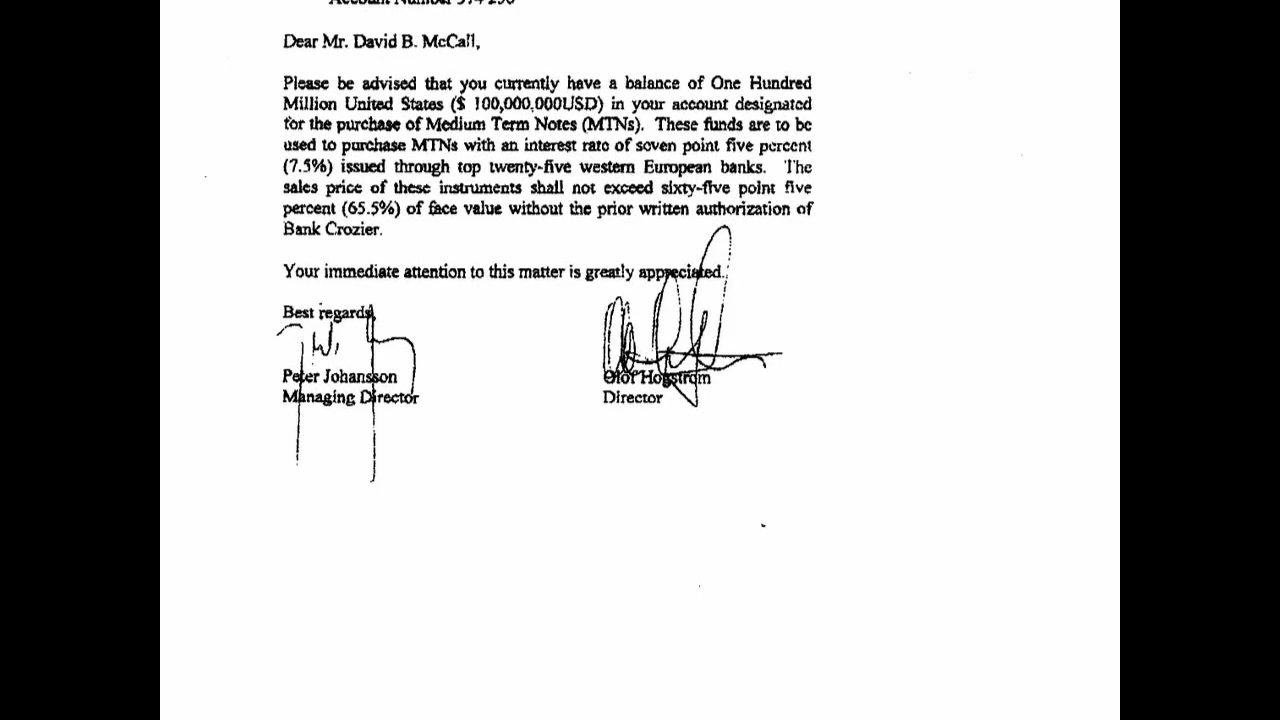 Dear Mr. David B. McCall,
Please be advised that you currently have a balance of One Hundred
Million United States ($ 100,000,000USD) in your account designated
for the purchase of Medium Term Notes (MTNs). These funds are to be
used to purchase MTNs with an interest rate of seven point five percent
(7.5%) issued through top twenty-five western European banks. The
sales price of these instruments shall not exceed sixty-five point five
percent (65.5%) of face value without the prior written authorization of
Bank Crozier.
Your immediate attention to this matter is greatly appreciated.
Best regards,
Peter Johansson
Olof Hogstrom
Managing Director
Director